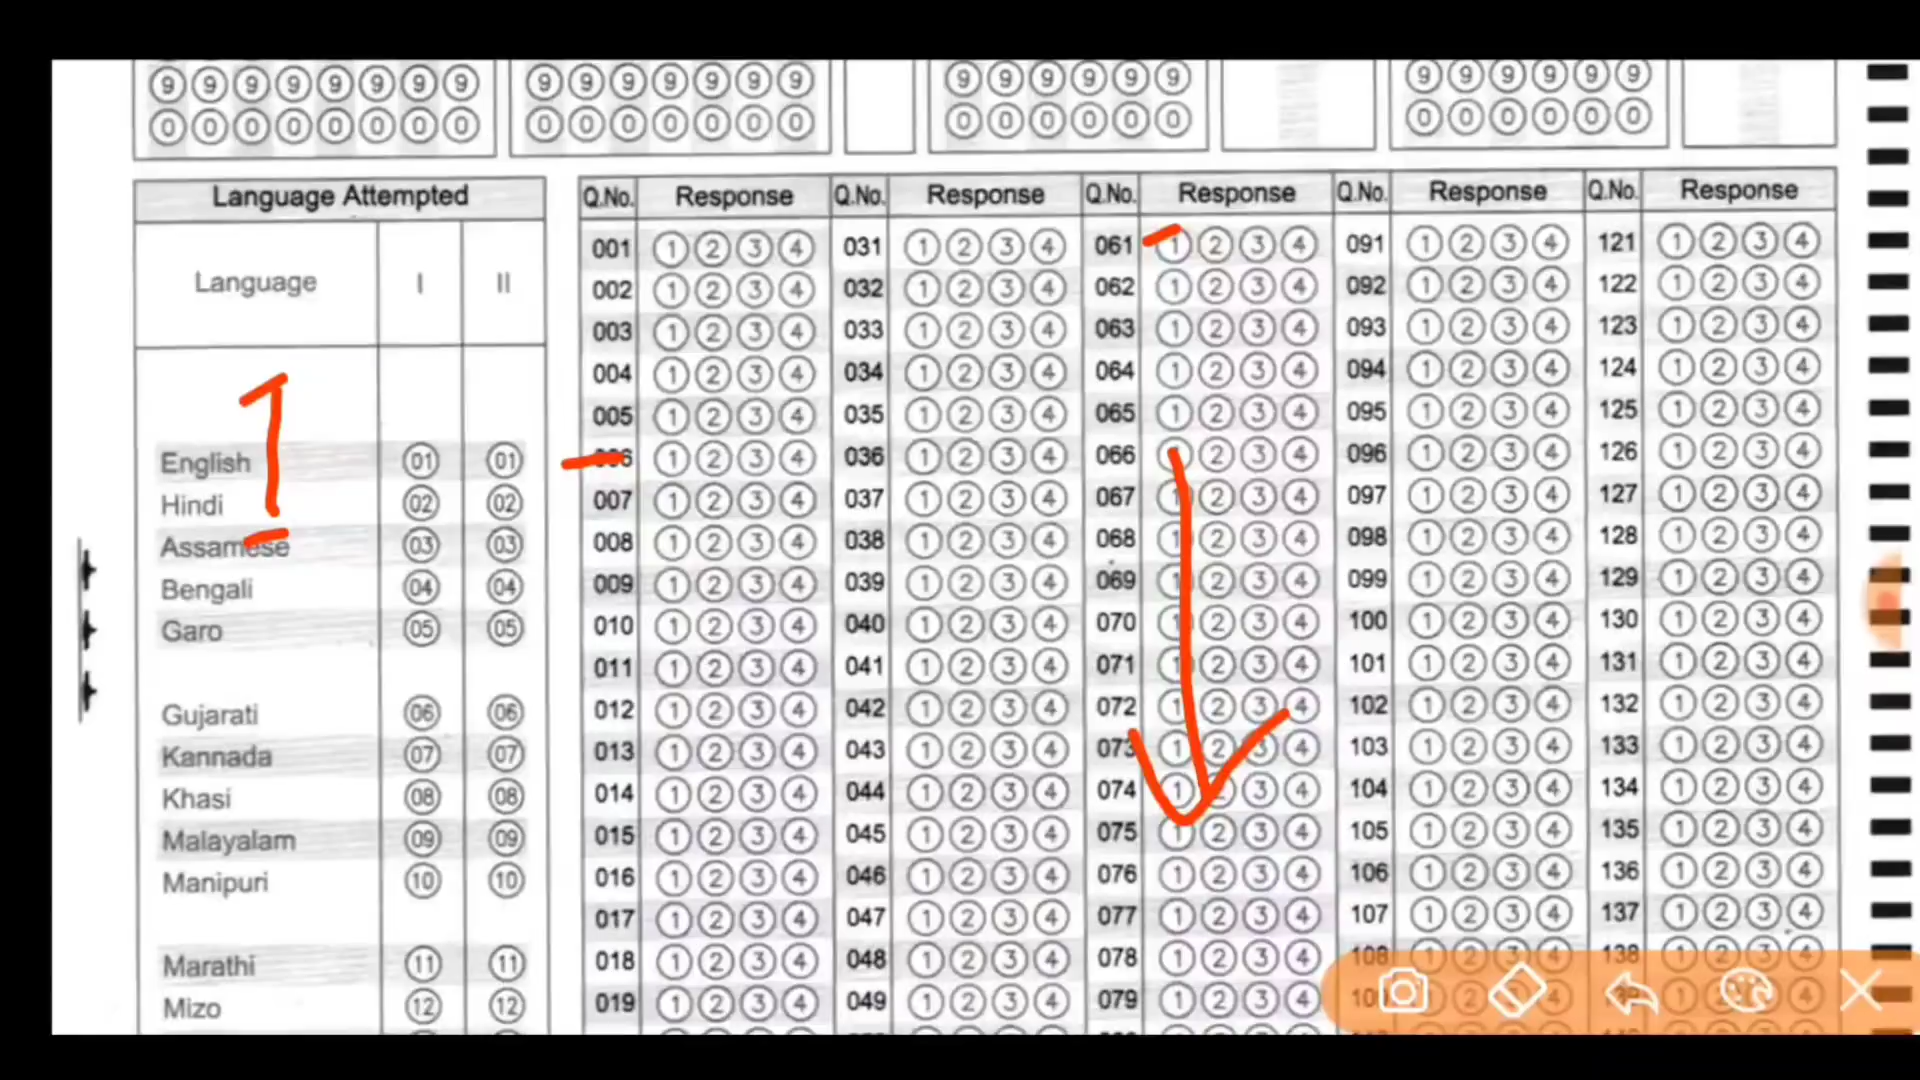 9 9 9 9 9 9 9 9 9 9 9 9 9 9 9 9 9 9 9 9 9 9 9 9 9 9 9
0 0 0 0 0 0 0 0 0 0 0 0 0 0 0 0 0 0 0 0 0 0 0 0 0 0 0
Language Attempted
Language I II
English 01 01
Hindi 02 02
Assamese 03 03
Bengali 04 04
Garo 05 05
Gujarati 06 06
Kannada 07 07
Khasi 08 08
Malayalam 09 09
Manipuri 10 10
Marathi 11 11
Mizo 12 12
1
Q.No. Response Q.No. Response Q.No. Response Q.No. Response Q.No. Response
001 1 2 3 4 031 1 2 3 4 061 1 2 3 4 091 1 2 3 4 121 1 2 3 4
002 1 2 3 4 032 1 2 3 4 062 1 2 3 4 092 1 2 3 4 122 1 2 3 4
003 1 2 3 4 033 1 2 3 4 063 1 2 3 4 093 1 2 3 4 123 1 2 3 4
004 1 2 3 4 034 1 2 3 4 064 1 2 3 4 094 1 2 3 4 124 1 2 3 4
005 1 2 3 4 035 1 2 3 4 065 1 2 3 4 095 1 2 3 4 125 1 2 3 4
006 1 2 3 4 036 1 2 3 4 066 2 3 4 096 1 2 3 4 126 1 2 3 4
007 1 2 3 4 037 1 2 3 4 067 1 2 3 4 097 1 2 3 4 127 1 2 3 4
008 1 2 3 4 038 1 2 3 4 068 1 2 3 4 098 1 2 3 4 128 1 2 3 4
009 1 2 3 4 039 1 2 3 4 069 1 2 3 4 099 1 2 3 4 129 1 2 3 4
010 1 2 3 4 040 1 2 3 4 070 1 2 3 4 100 1 2 3 4 130 1 2 3 4
011 1 2 3 4 041 1 2 3 4 071 1 2 3 4 101 1 2 3 4 131 1 2 3 4
012 1 2 3 4 042 1 2 3 4 072 1 2 3 4 102 1 2 3 4 132 1 2 3 4
013 1 2 3 4 043 1 2 3 4 073 1 2 3 4 103 1 2 3 4 133 1 2 3 4
014 1 2 3 4 044 1 2 3 4 074 1 2 3 4 104 1 2 3 4 134 1 2 3 4
015 1 2 3 4 045 1 2 3 4 075 1 2 3 4 105 1 2 3 4 135 1 2 3 4
016 1 2 3 4 046 1 2 3 4 076 1 2 3 4 106 1 2 3 4 136 1 2 3 4
017 1 2 3 4 047 1 2 3 4 077 1 2 3 4 107 1 2 3 4 137 1 2 3 4
018 1 2 3 4 048 1 2 3 4 078 1 2 3 4 108 1 2 3 4 138 1 2 3 4
019 1 2 3 4 049 1 2 3 4 079 1 2 3 4